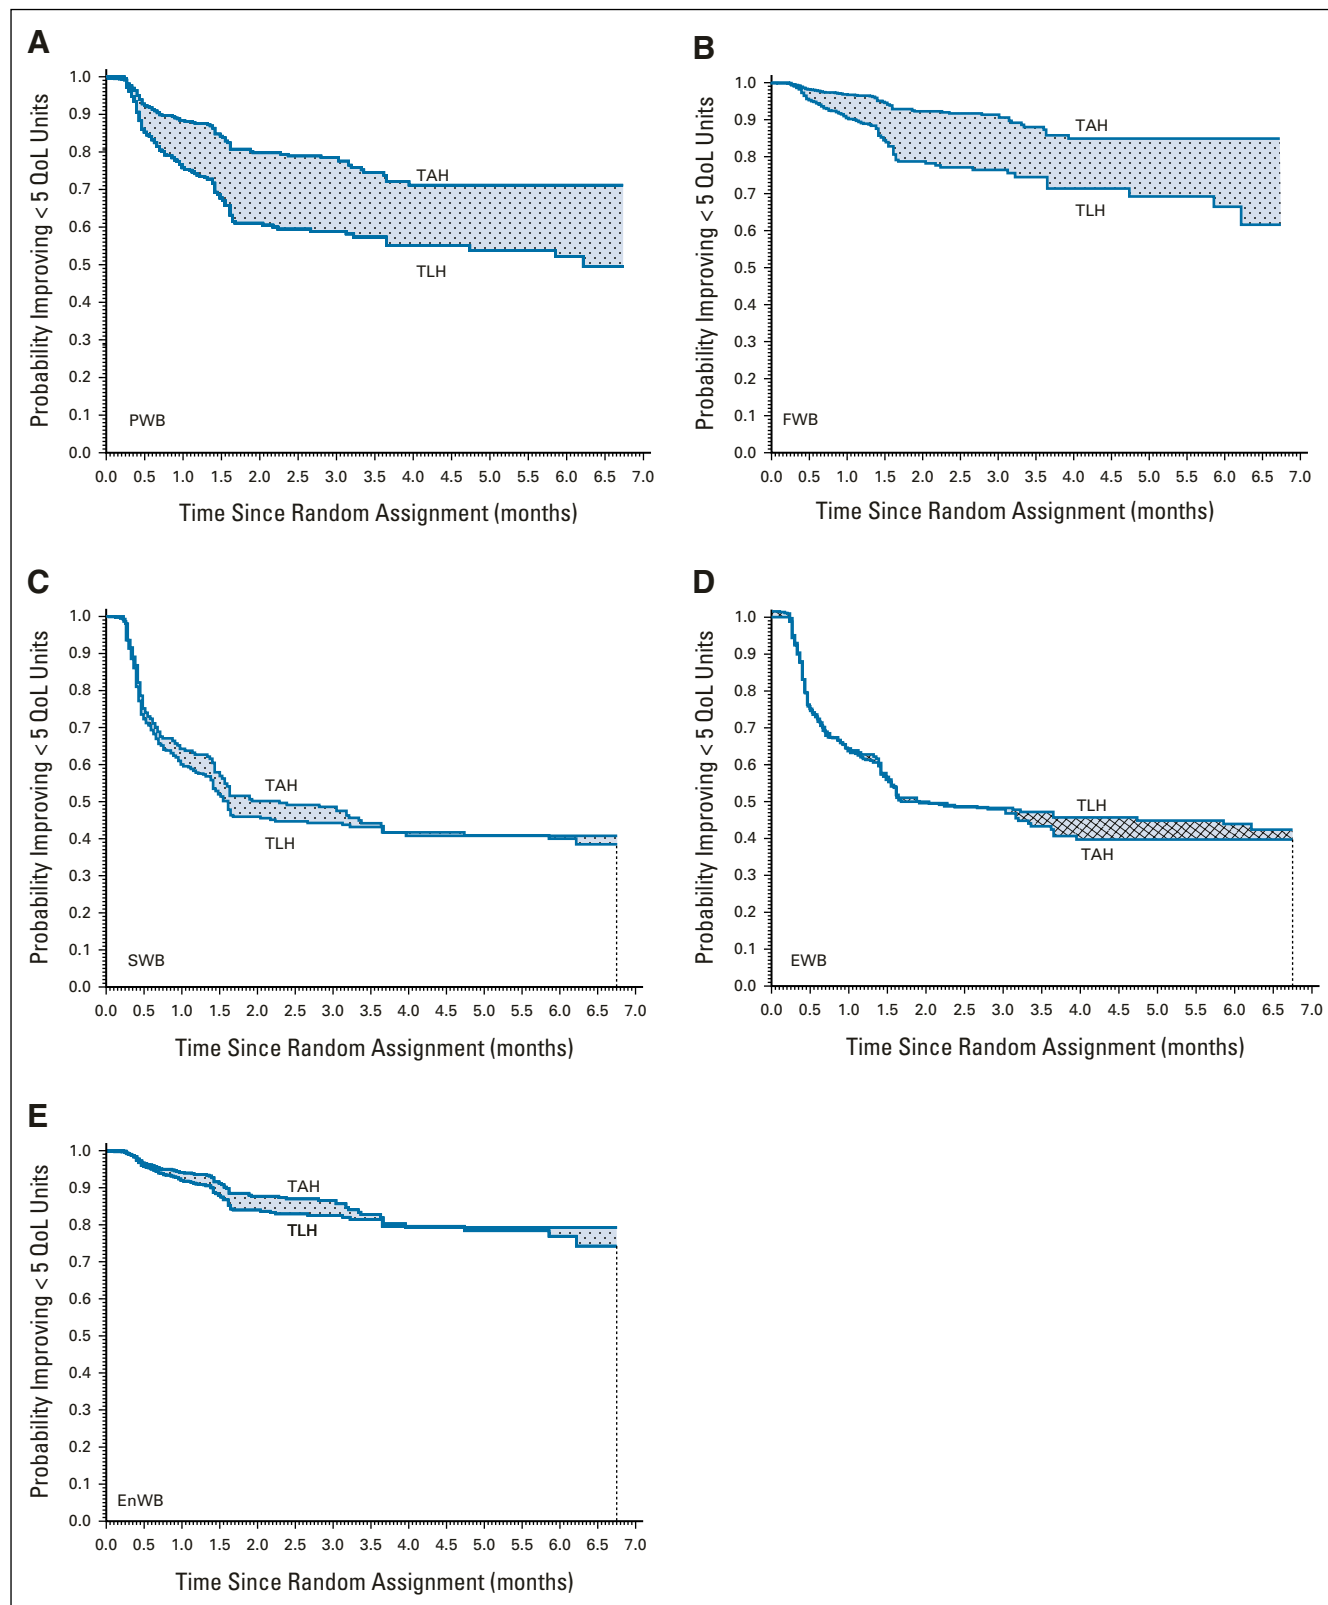 A
Probability Improving < 5 QoL Units
1.0
0.9
0.8
0.7
0.6
0.5
0.4
0.3
0.2
0.1
0.0
TAH
TLH
PWB
0.0 0.5 1.0 1.5 2.0 2.5 3.0 3.5 4.0 4.5 5.0 5.5 6.0 6.5 7.0
Time Since Random Assignment (months)
B
Probability Improving < 5 QoL Units
1.0
0.9
0.8
0.7
0.6
0.5
0.4
0.3
0.2
0.1
0.0
TAH
TLH
FWB
0.0 0.5 1.0 1.5 2.0 2.5 3.0 3.5 4.0 4.5 5.0 5.5 6.0 6.5 7.0
Time Since Random Assignment (months)
C
Probability Improving < 5 QoL Units
1.0
0.9
0.8
0.7
0.6
0.5
0.4
0.3
0.2
0.1
0.0
TAH
TLH
SWB
0.0 0.5 1.0 1.5 2.0 2.5 3.0 3.5 4.0 4.5 5.0 5.5 6.0 6.5 7.0
Time Since Random Assignment (months)
D
Probability Improving < 5 QoL Units
1.0
0.9
0.8
0.7
0.6
0.5
0.4
0.3
0.2
0.1
0.0
TLH
TAH
EWB
0.0 0.5 1.0 1.5 2.0 2.5 3.0 3.5 4.0 4.5 5.0 5.5 6.0 6.5 7.0
Time Since Random Assignment (months)
E
Probability Improving < 5 QoL Units
1.0
0.9
0.8
0.7
0.6
0.5
0.4
0.3
0.2
0.1
0.0
TAH
TLH
EnWB
0.0 0.5 1.0 1.5 2.0 2.5 3.0 3.5 4.0 4.5 5.0 5.5 6.0 6.5 7.0
Time Since Random Assignment (months)